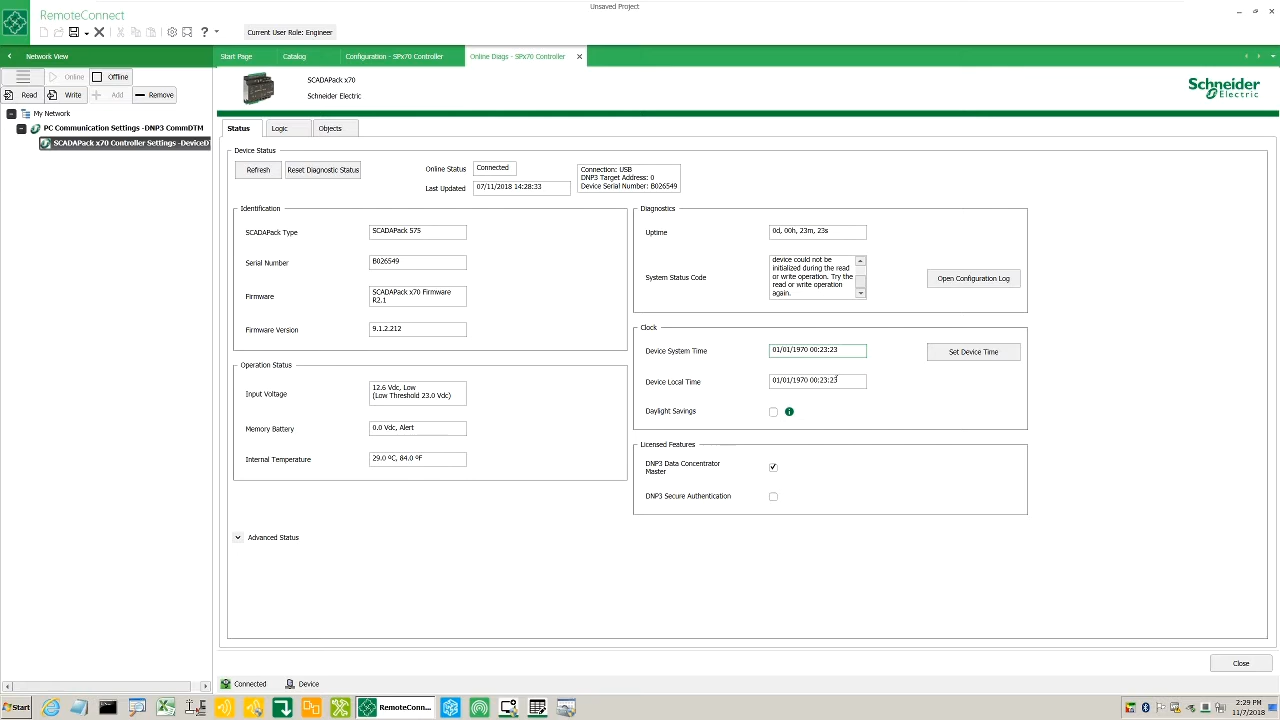 Unsaved Project
RemoteConnect
Current User Role: Engineer
Network View
Start Page
Catalog
Configuration - SPx70 Controller
Online Diags - SPx70 Controller
Online
Offline
Read
Write
Add
Remove
My Network
PC Communication Settings -DNP3 CommDTM
SCADAPack x70 Controller Settings -DeviceD
SCADAPack x70
Schneider Electric
Schneider
Electric
Status
Logic
Objects
Device Status
Refresh
Reset Diagnostic Status
Online Status
Connected
Last Updated
07/11/2018 14:28:33
Connection: USB
DNP3 Target Address: 0
Device Serial Number: B026549
Identification
SCADAPack Type
SCADAPack 575
Serial Number
B026549
Firmware
SCADAPack x70 Firmware
R2.1
Firmware Version
9.1.2.212
Operation Status
Input Voltage
12.6 Vdc, Low
(Low Threshold 23.0 Vdc)
Memory Battery
0.0 Vdc, Alert
Internal Temperature
29.0 ºC, 84.0 ºF
Diagnostics
Uptime
0d, 00h, 23m, 23s
System Status Code
device could not be
initialized during the read
or write operation. Try the
read or write operation
again.
Open Configuration Log
Clock
Device System Time
01/01/1970 00:23:23
Set Device Time
Device Local Time
01/01/1970 00:23:23
Daylight Savings
Licensed Features
DNP3 Data Concentrator
Master
DNP3 Secure Authentication
Advanced Status
Close
Connected
Device
Start
RemoteConn...
2:29 PM
11/7/2018